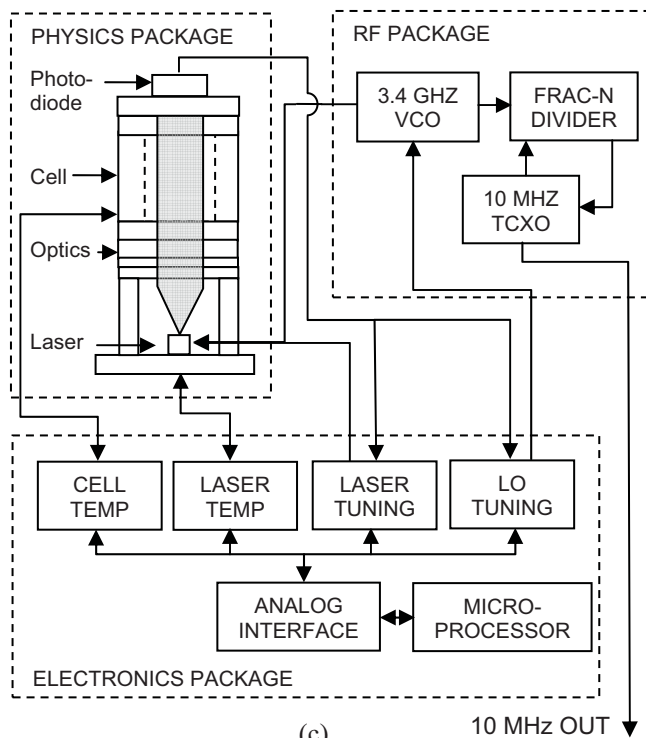 PHYSICS PACKAGE
Photo-
diode
Cell
Optics
Laser
RF PACKAGE
3.4 GHZ
VCO
FRAC-N
DIVIDER
10 MHZ
TCXO
CELL
TEMP
LASER
TEMP
LASER
TUNING
LO
TUNING
ANALOG
INTERFACE
MICRO-
PROCESSOR
ELECTRONICS PACKAGE
(c)
10 MHz OUT